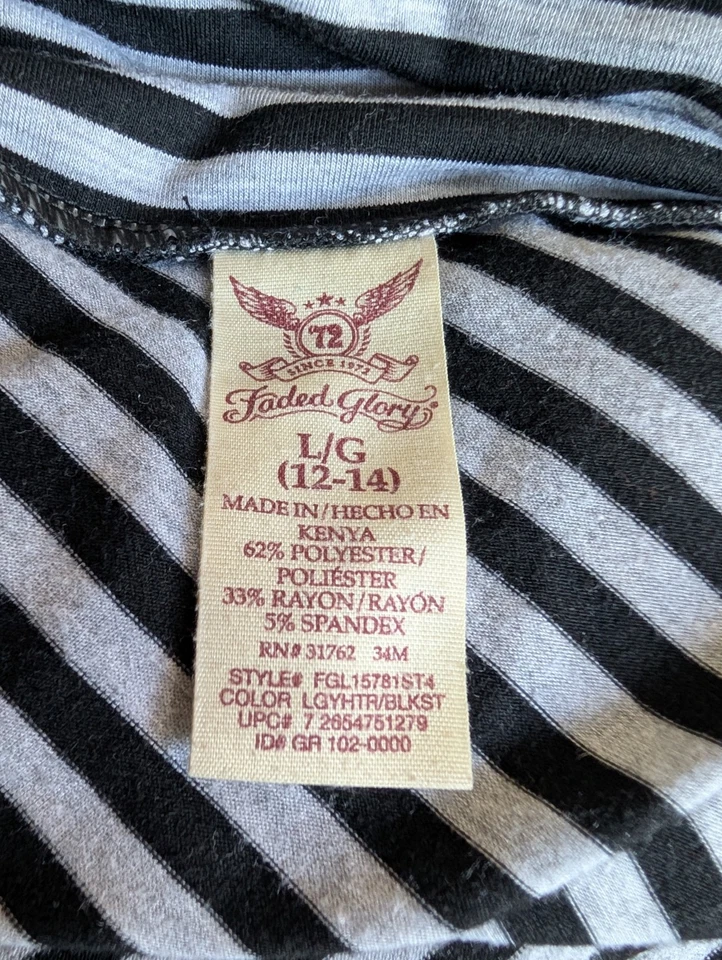 '72
SINCE 1972
Faded Glory
L/G
(12-14)
MADE IN/HECHO EN
KENYA
62% POLYESTER/
POLIÉSTER
33% RAYON/RAYÓN
5% SPANDEX
RN# 31762 34M
STYLE# FGL15781ST4
COLOR LGYHTR/BLKST
UPC# 7 2654751279
ID# GR 102-0000